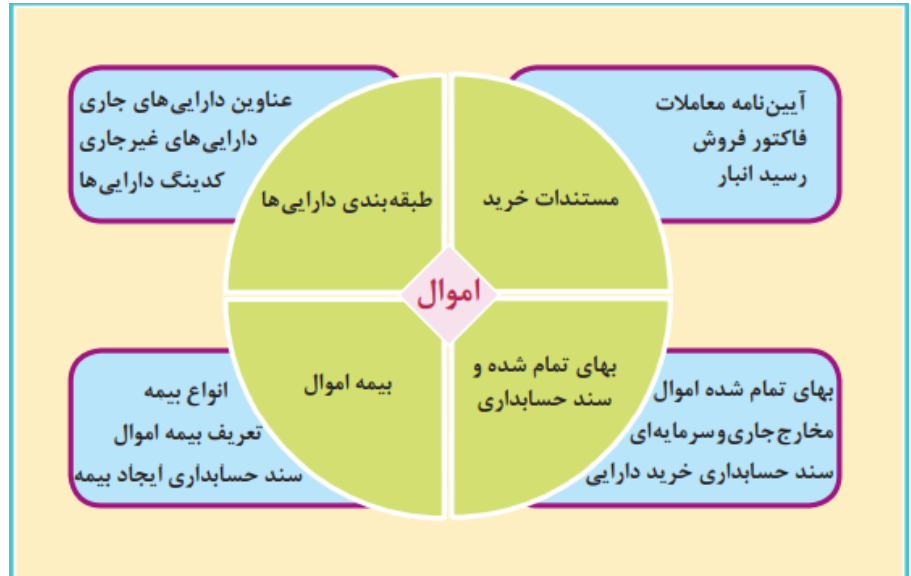 آیین‌نامه معاملات
فاکتور فروش
رسید انبار
مستندات خرید
عناوین دارایی‌های جاری
دارایی‌های غیرجاری
کدینگ دارایی‌ها
طبقه‌بندی دارایی‌ها
اموال
بهای تمام شده و
سند حسابداری
بهای تمام شده اموال
مخارج‌جاری‌وسرمایه‌ای
سند حسابداری خرید دارایی
بیمه اموال
انواع بیمه
تعریف بیمه اموال
سند حسابداری ایجاد بیمه